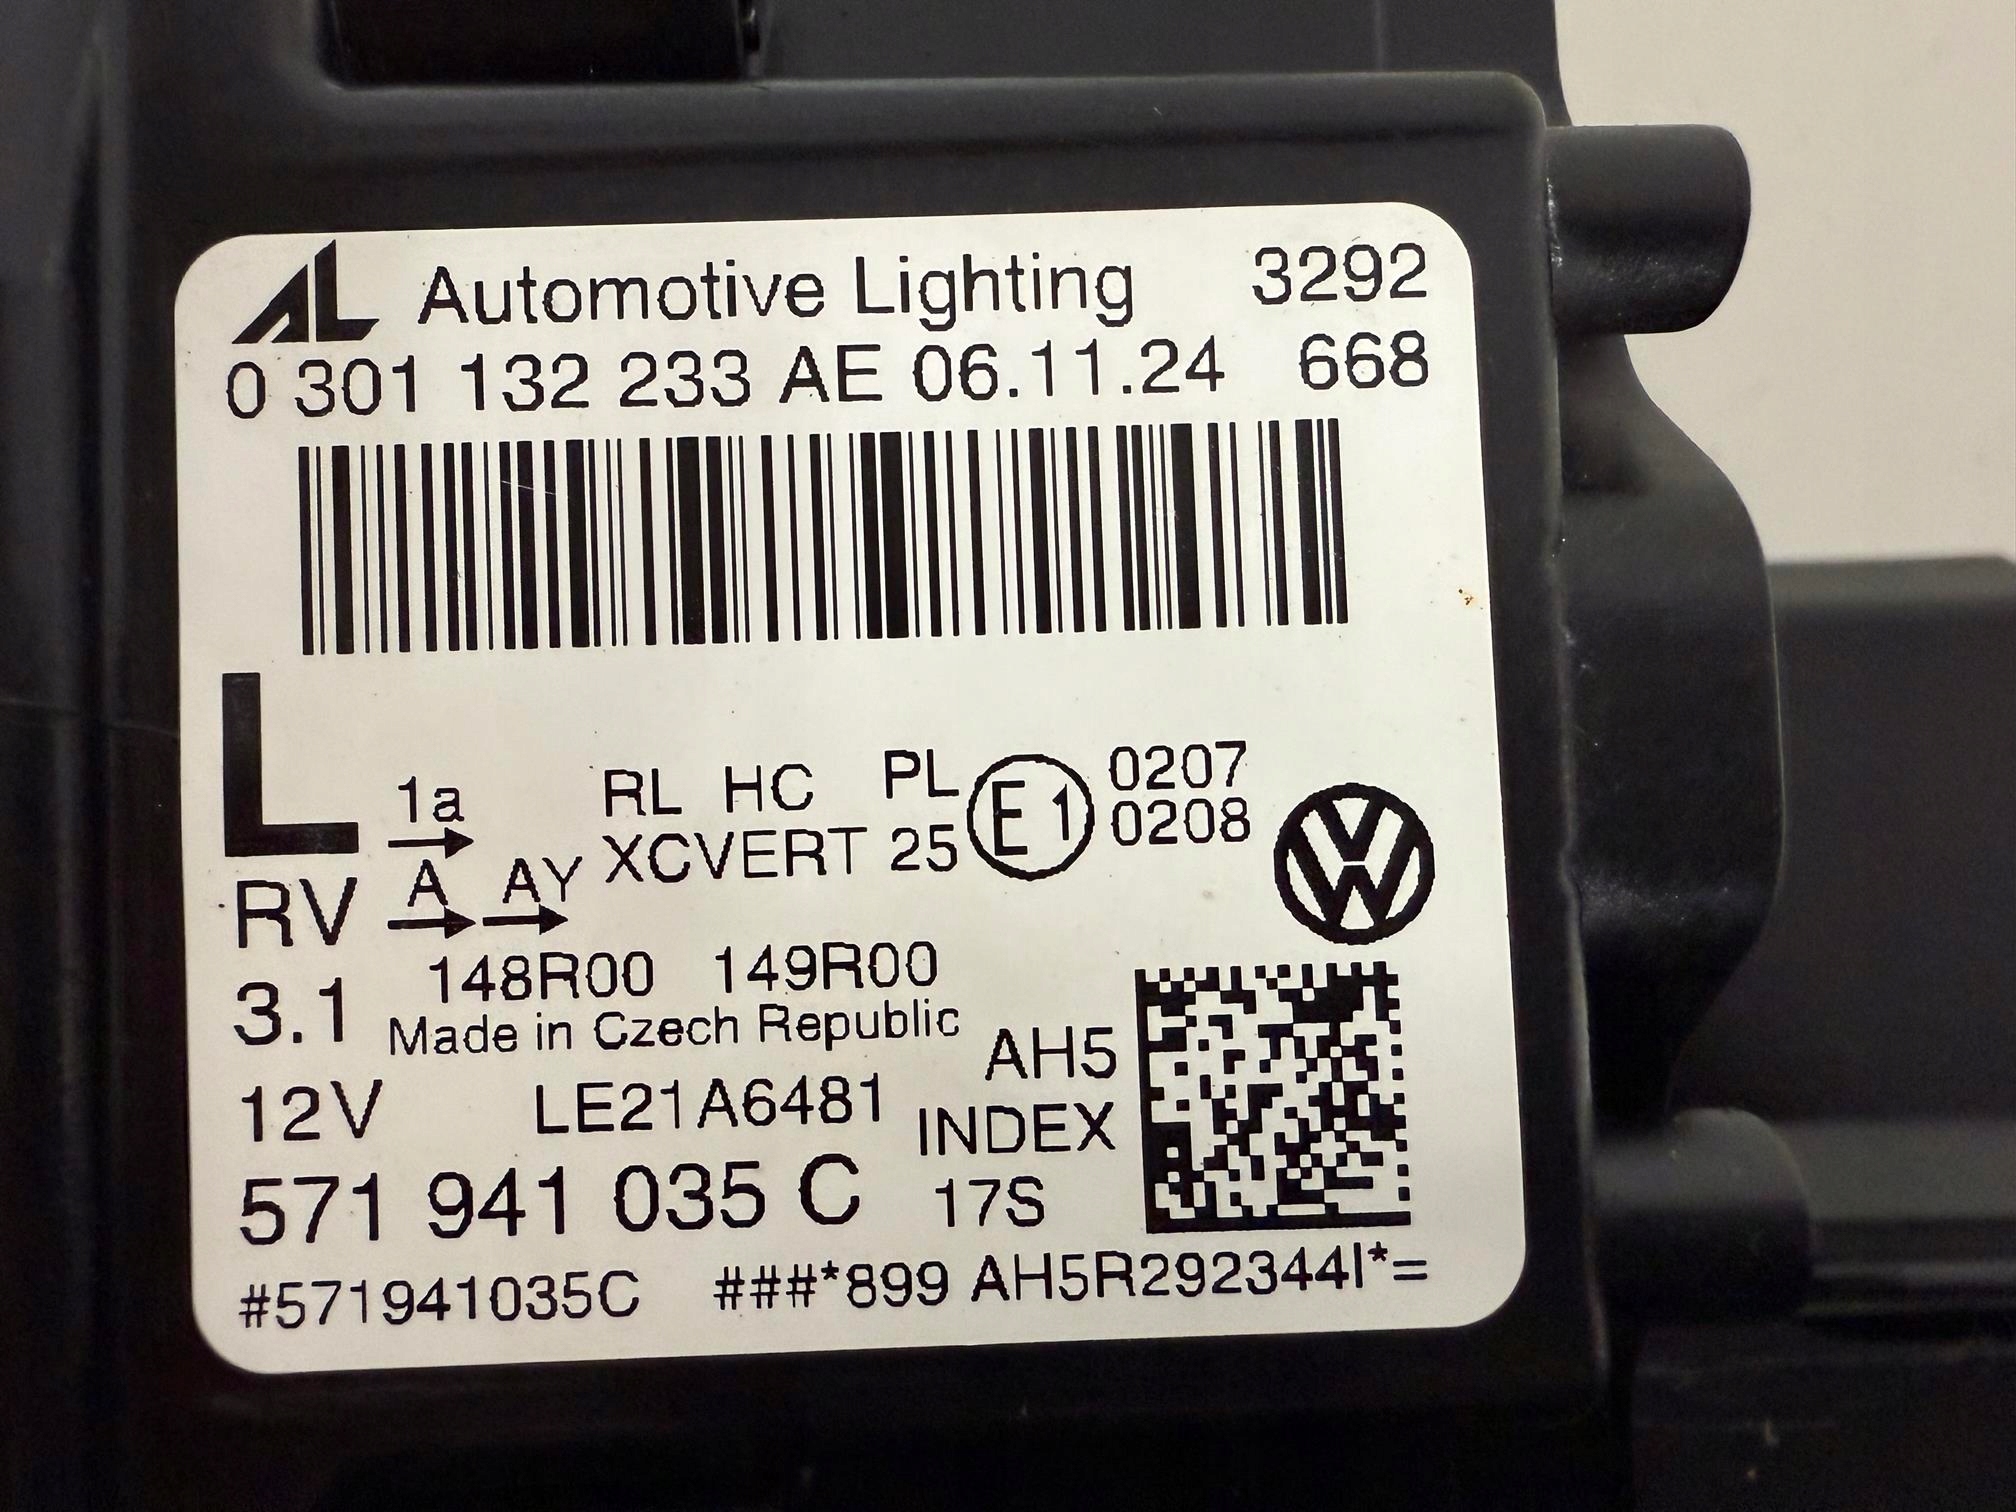 AL Automotive Lighting 3292
0 301 132 233 AE 06.11.24 668
L 1a RL HC PL E1 0207
XCVERT 25 0208
RV A AY
3.1 148R00 149R00
Made in Czech Republic
AH5
12V LE21A6481 INDEX
571 941 035 C 17S
#571941035C ###*899 AH5R292344I*=